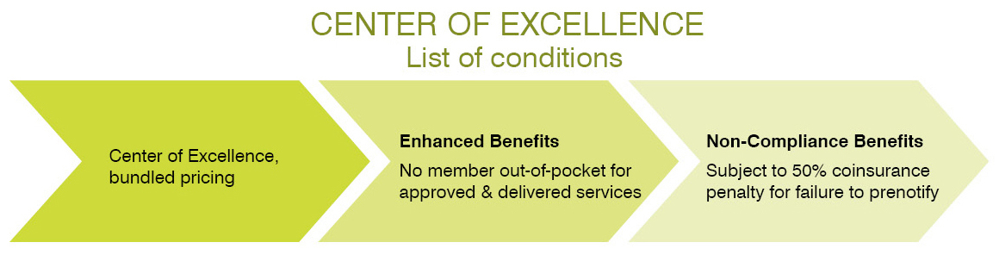 CENTER OF EXCELLENCE
List of conditions
Center of Excellence,
bundled pricing
Enhanced Benefits
No member out-of-pocket for
approved & delivered services
Non-Compliance Benefits
Subject to 50% coinsurance
penalty for failure to prenotify